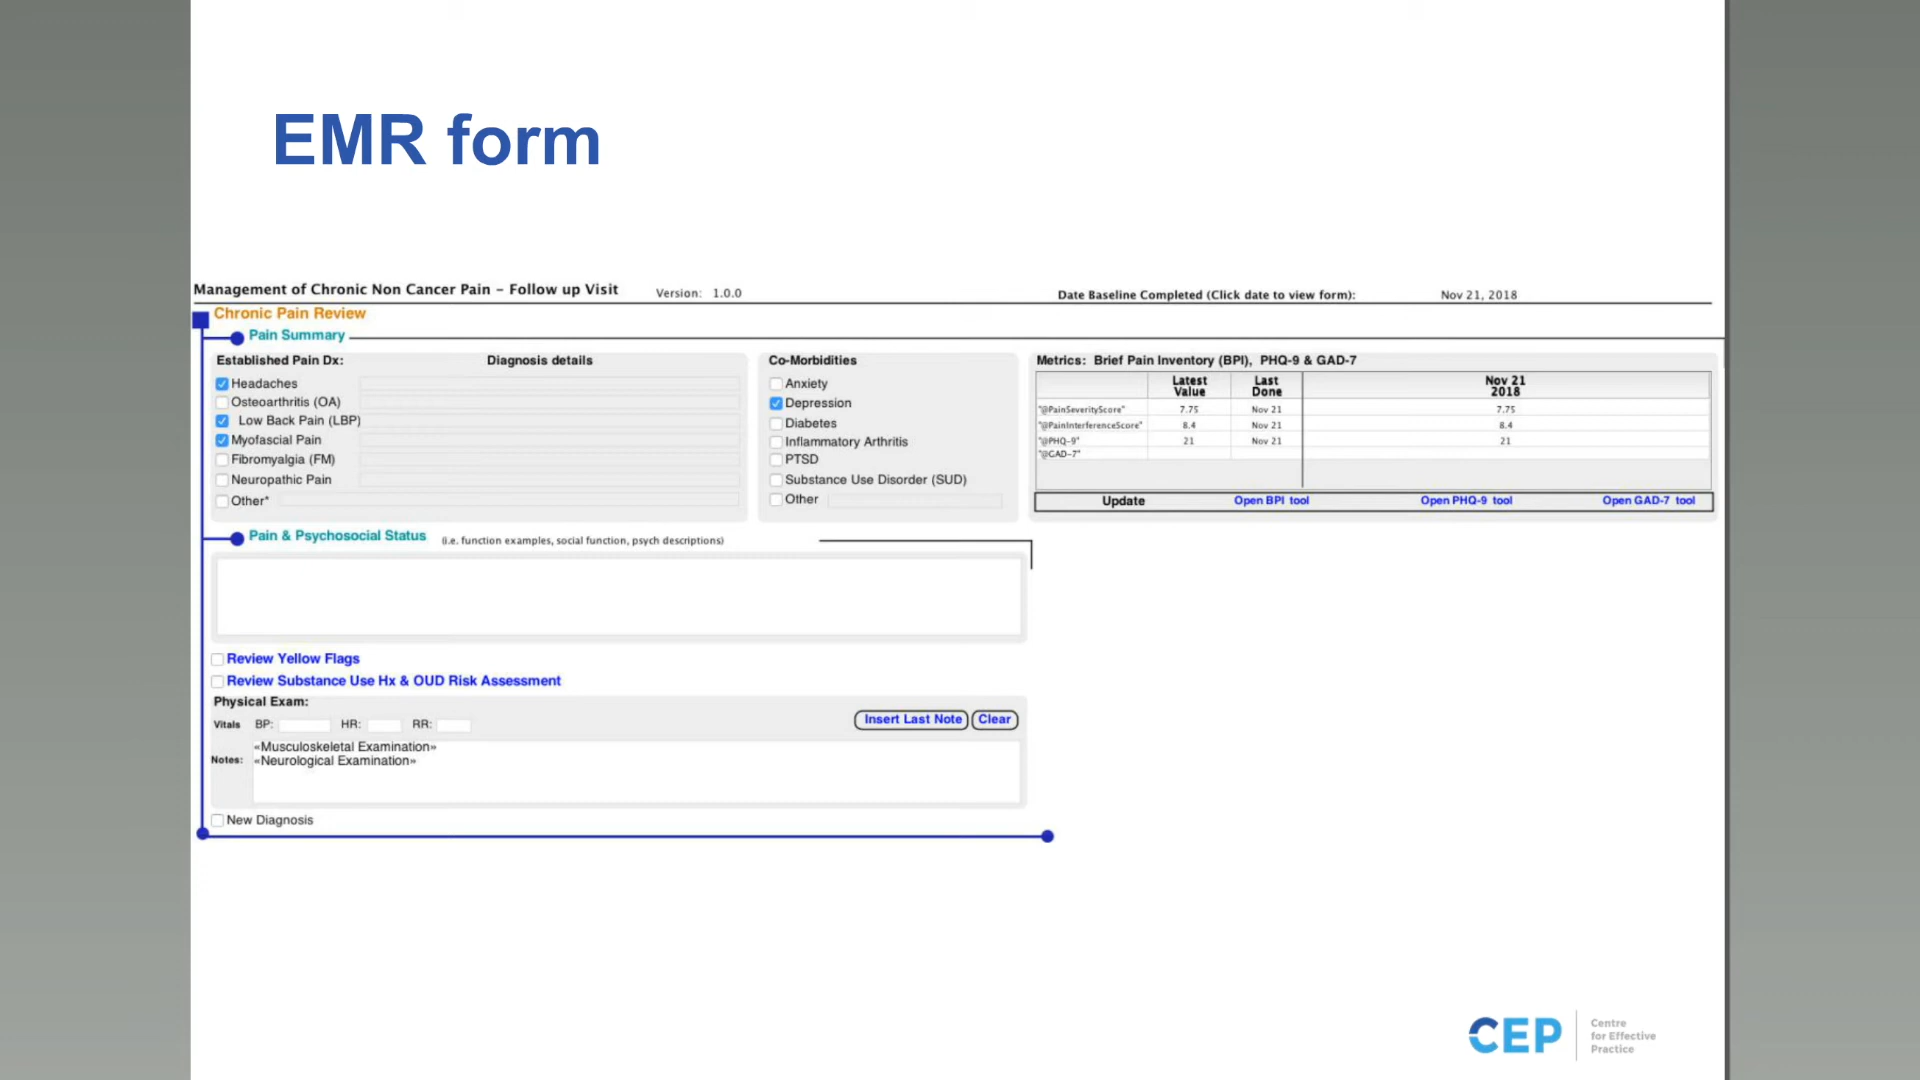 EMR form
Management of Chronic Non Cancer Pain – Follow up Visit Version: 1.0.0 Date Baseline Completed (Click date to view form): Nov 21, 2018
Chronic Pain Review
Pain Summary
Established Pain Dx: Diagnosis details
Headaches
Osteoarthritis (OA)
Low Back Pain (LBP)
Myofascial Pain
Fibromyalgia (FM)
Neuropathic Pain
Other*
Co-Morbidities
Anxiety
Depression
Diabetes
Inflammatory Arthritis
PTSD
Substance Use Disorder (SUD)
Other
Metrics: Brief Pain Inventory (BPI), PHQ-9 & GAD-7
Latest Value Last Done Nov 21 2018
"@PainSeverityScore" 7.75 Nov 21 7.75
"@PainInterferenceScore" 8.4 Nov 21 8.4
"@PHQ-9" 21 Nov 21 21
"@GAD-7"
Update Open BPI tool Open PHQ-9 tool Open GAD-7 tool
Pain & Psychosocial Status (i.e. function examples, social function, psych descriptions)
Review Yellow Flags
Review Substance Use Hx & OUD Risk Assessment
Physical Exam:
Vitals BP: HR: RR: Insert Last Note Clear
Notes: «Musculoskeletal Examination»
«Neurological Examination»
New Diagnosis
CEP
Centre
for Effective
Practice